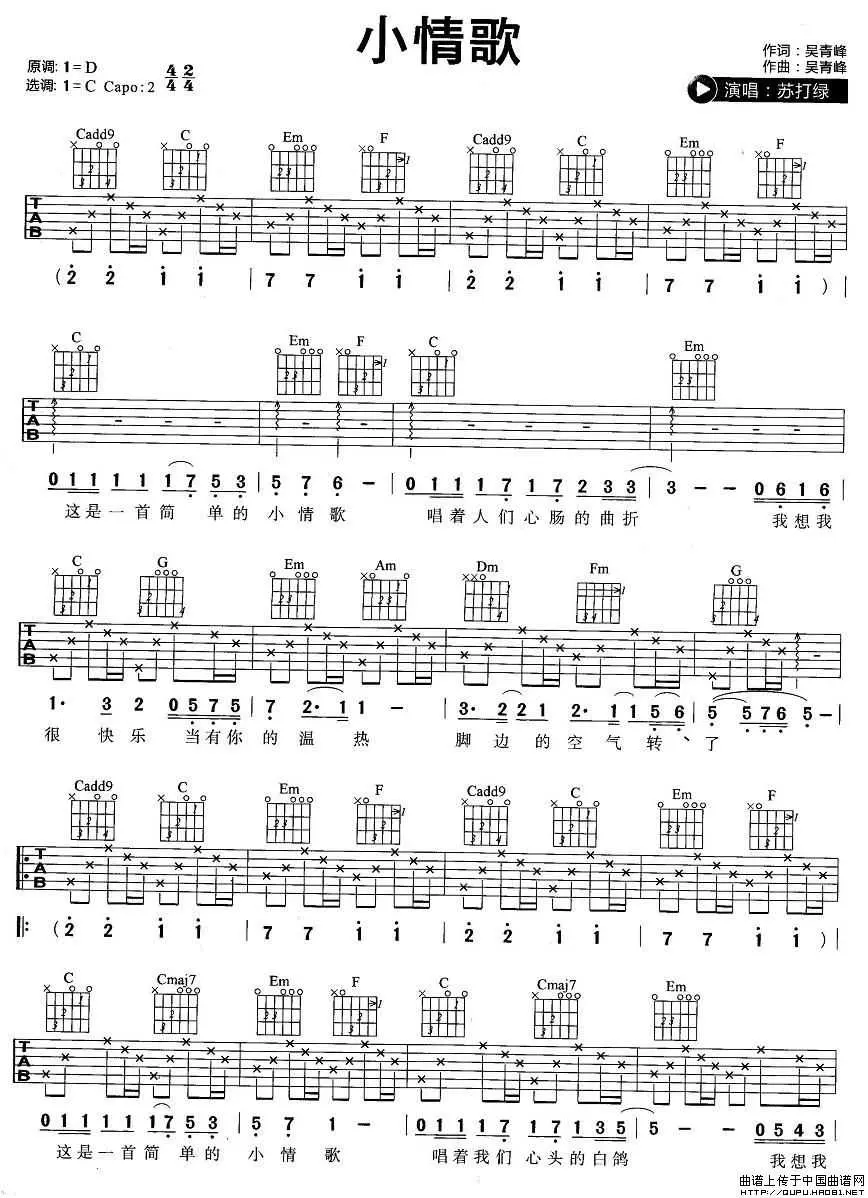 小情歌
作词：吴青峰
作曲：吴青峰
演唱：苏打绿
原调: 1=D 4/4 2/4
选调: 1=C Capo: 2
Cadd9 C Em F Cadd9 C Em F
TAB
( 2̇ 2̇ 1̇ 1̇ | 7 7 1̇ 1̇ | 2̇ 2̇ 1̇ 1̇ | 7 7 1̇ 1̇ ) |
C Em F C Em
TAB
0 1 1 1 1 1 1 7 5 3 | 5 7 6 – | 0 1 1 1 7 1 7 2 3 3 | 3 – – 0 6 1 6 |
这是一首简 单的 小情歌 唱着人们心肠的曲折 我想我
C G Em Am Dm Fm G
TAB
1· 3 2 0 5 7 5 | 7 2· 1 1 – | 3· 2 2 1 2· 1 1 5 6 | 5 5 7 6 5 – |
很 快乐 当有你 的 温 热 脚 边 的 空 气 转 、 了
Cadd9 C Em F Cadd9 C Em F
TAB
‖: ( 2̇ 2̇ 1̇ 1̇ | 7 7 1̇ 1̇ | 2̇ 2̇ 1̇ 1̇ | 7 7 1̇ 1̇ ) |
C Cmaj7 Em F C Cmaj7 Em
TAB
0 1 1 1 1 1 1 7 5 3 | 5 7 1 – | 0 1 1 1 7 1 7 1 5 5 | 5 – – 0 5 4 3 |
这是一首简 单的 小情 歌 唱着我们 心头的白鸽 我想我
曲谱上传于中国曲谱网
HTTP://QUPU.HAO81.NET